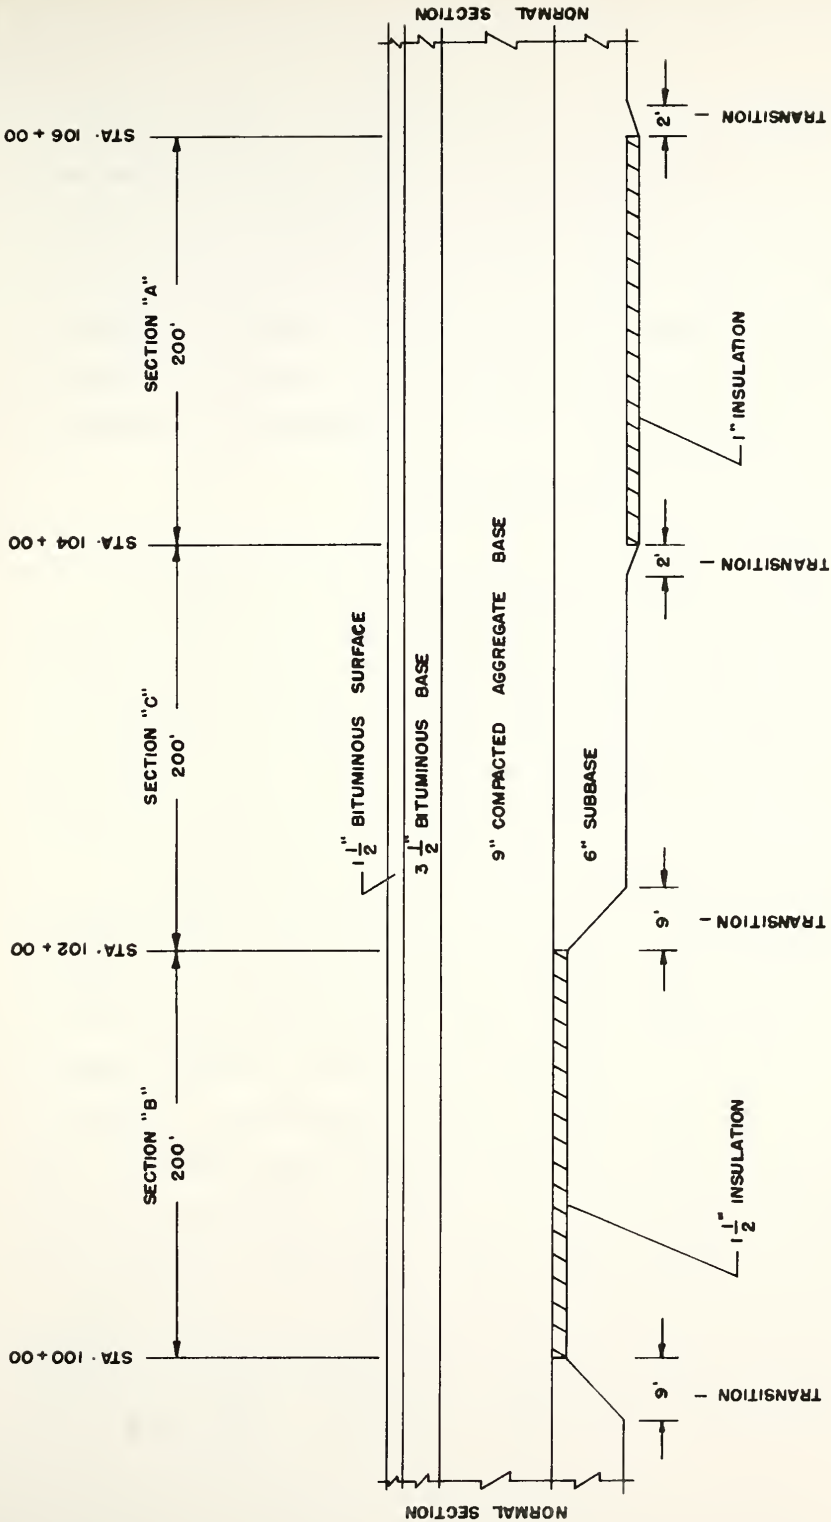 NORMAL SECTION
STA. 100 + 00
STA. 102 + 00
STA. 104 + 00
STA. 106 + 00
NORMAL SECTION
SECTION "B"
200'
SECTION "C"
200'
SECTION "A"
200'
1 1/2" BITUMINOUS SURFACE
3 1/2" BITUMINOUS BASE
9" COMPACTED AGGREGATE BASE
6" SUBBASE
9'
TRANSITION -
1 1/2" INSULATION
9'
TRANSITION -
2'
TRANSITION -
1" INSULATION
2'
TRANSITION -